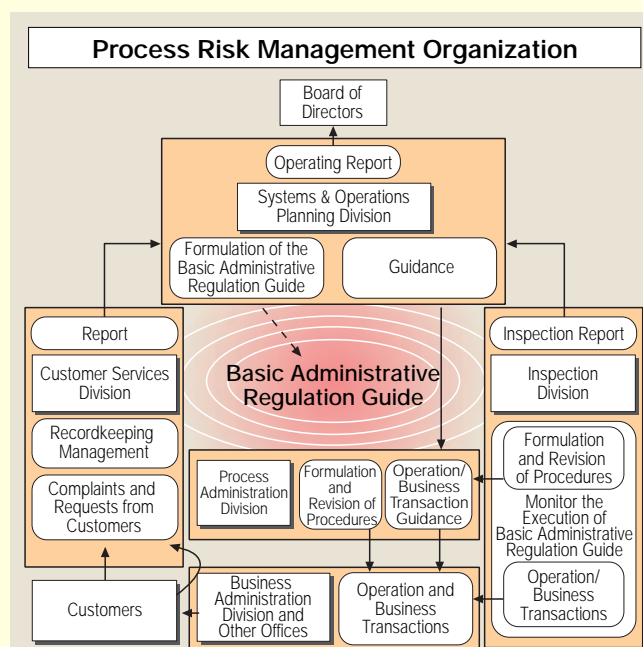 Process Risk Management Organization
Board of
Directors
Operating Report
Systems & Operations
Planning Division
Formulation of the
Basic Administrative
Regulation Guide
Guidance
Report
Customer Services
Division
Recordkeeping
Management
Complaints and
Requests from
Customers
Customers
Basic Administrative
Regulation Guide
Process
Administration
Division
Formulation
and
Revision of
Procedures
Operation/
Business
Transaction
Guidance
Business
Administration
Division and
Other Offices
Operation and
Business
Transactions
Inspection Report
Inspection
Division
Formulation
and Revision
of Procedures
Monitor the
Execution of
Basic Administrative
Regulation Guide
Operation/
Business
Transactions